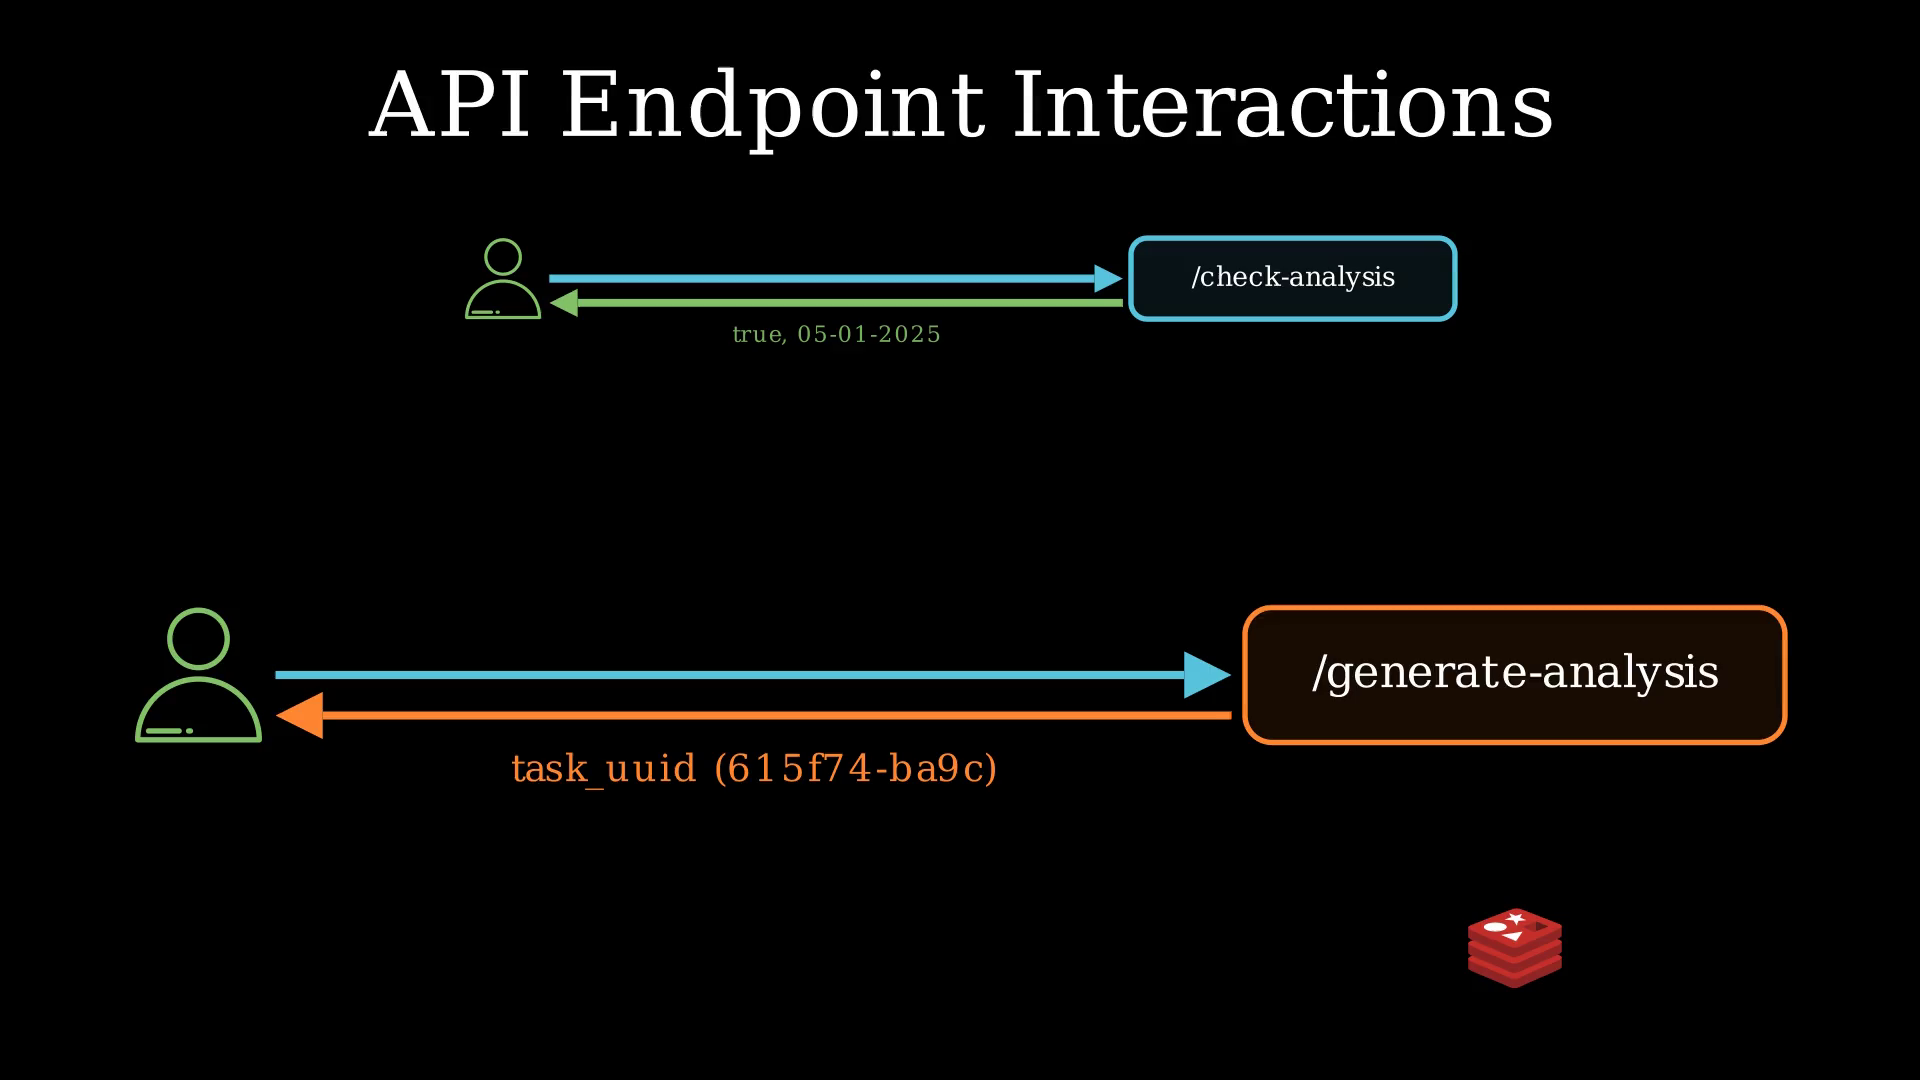 API Endpoint Interactions
/check-analysis
true, 05-01-2025
/generate-analysis
task_uuid (615f74-ba9c)